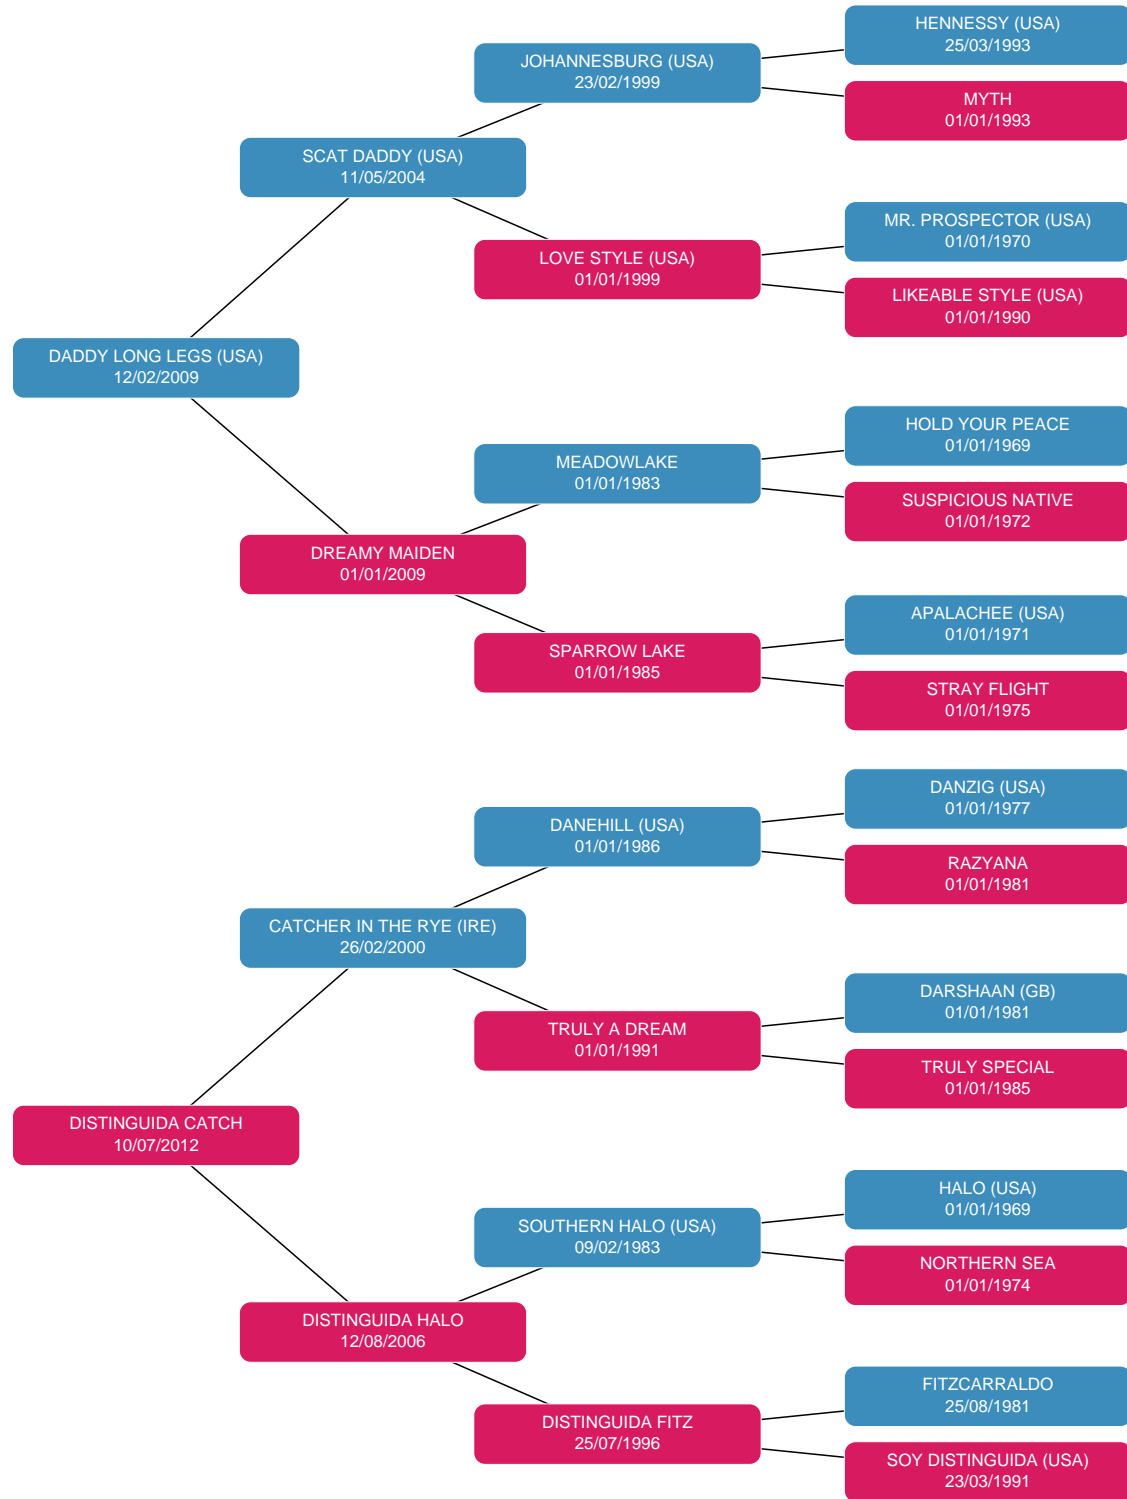 HENNESSY (USA)
25/03/1993
JOHANNESBURG (USA)
23/02/1999
MYTH
01/01/1993
SCAT DADDY (USA)
11/05/2004
MR. PROSPECTOR (USA)
01/01/1970
LOVE STYLE (USA)
01/01/1999
LIKEABLE STYLE (USA)
01/01/1990
DADDY LONG LEGS (USA)
12/02/2009
HOLD YOUR PEACE
01/01/1969
MEADOWLAKE
01/01/1983
SUSPICIOUS NATIVE
01/01/1972
DREAMY MAIDEN
01/01/2009
APALACHEE (USA)
01/01/1971
SPARROW LAKE
01/01/1985
STRAY FLIGHT
01/01/1975
DANZIG (USA)
01/01/1977
DANEHILL (USA)
01/01/1986
RAZYANA
01/01/1981
CATCHER IN THE RYE (IRE)
26/02/2000
DARSHAAN (GB)
01/01/1981
TRULY A DREAM
01/01/1991
TRULY SPECIAL
01/01/1985
DISTINGUIDA CATCH
10/07/2012
HALO (USA)
01/01/1969
SOUTHERN HALO (USA)
09/02/1983
NORTHERN SEA
01/01/1974
DISTINGUIDA HALO
12/08/2006
FITZCARRALDO
25/08/1981
DISTINGUIDA FITZ
25/07/1996
SOY DISTINGUIDA (USA)
23/03/1991